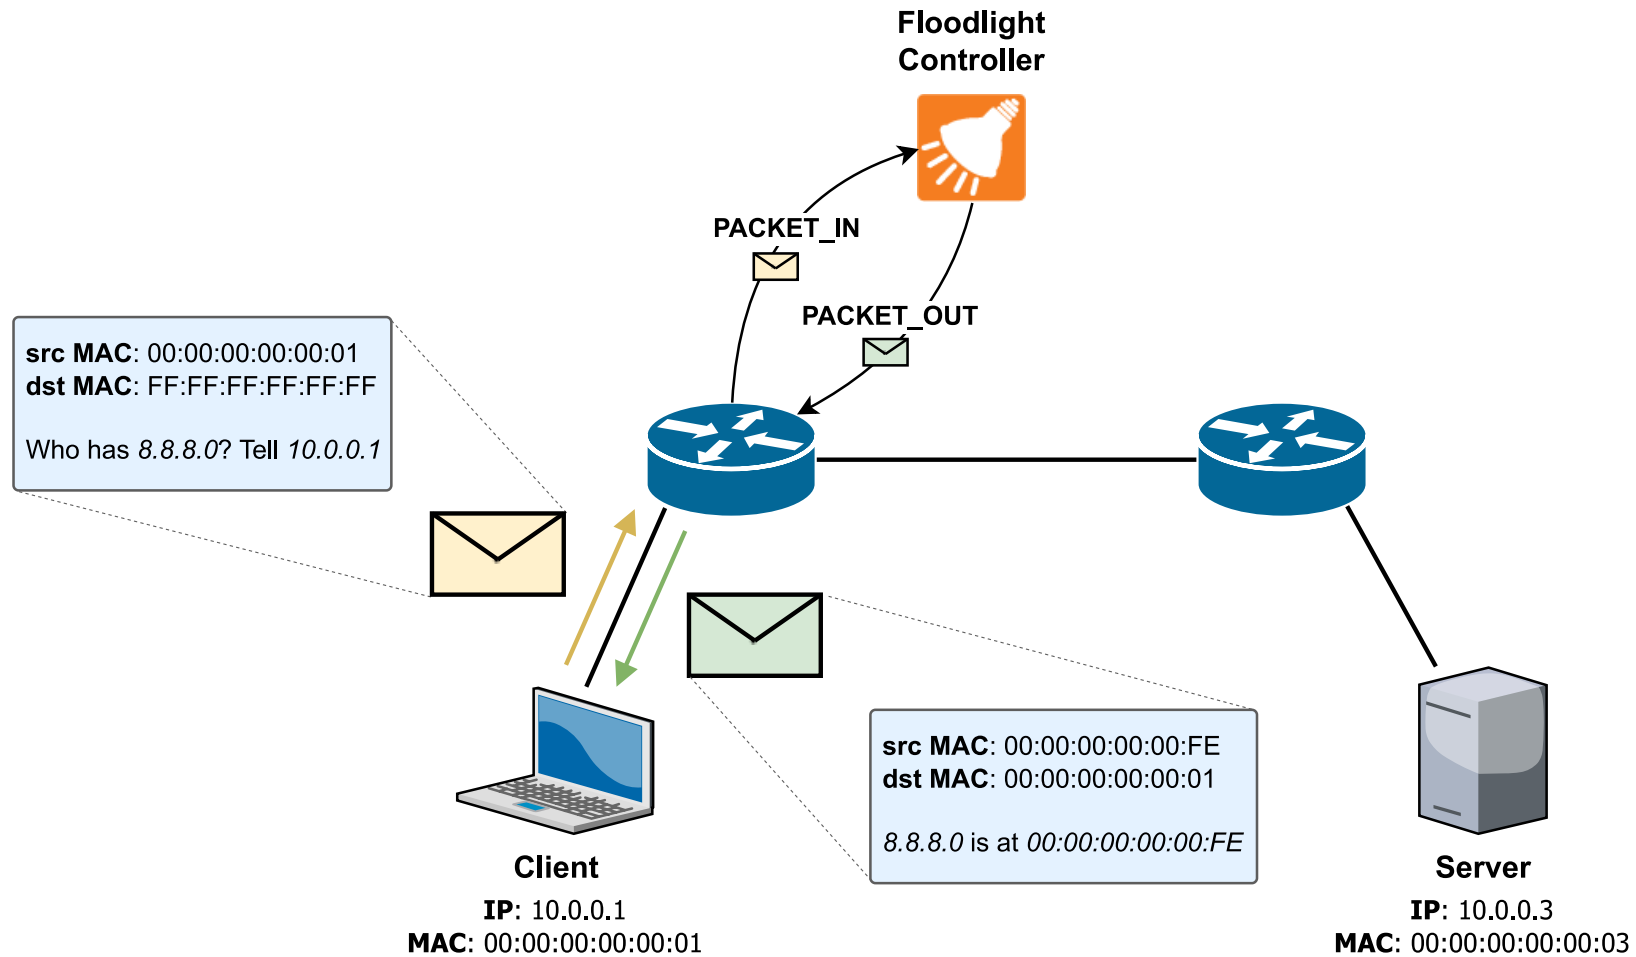 Floodlight
Controller
PACKET_IN
PACKET_OUT
src MAC: 00:00:00:00:00:01
dst MAC: FF:FF:FF:FF:FF:FF
Who has 8.8.8.0? Tell 10.0.0.1
src MAC: 00:00:00:00:00:FE
dst MAC: 00:00:00:00:00:01
8.8.8.0 is at 00:00:00:00:00:FE
Client
IP: 10.0.0.1
MAC: 00:00:00:00:00:01
Server
IP: 10.0.0.3
MAC: 00:00:00:00:00:03